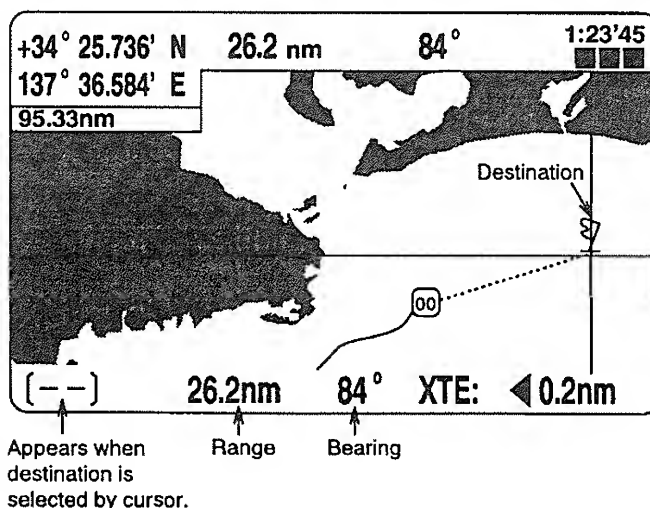 +34° 25.736' N 26.2 nm 84° 1:23'45
137° 36.584' E
95.33nm
Destination
00
[--] 26.2nm 84° XTE: ◀ 0.2nm
Appears when
destination is
selected by cursor.
Range
Bearing